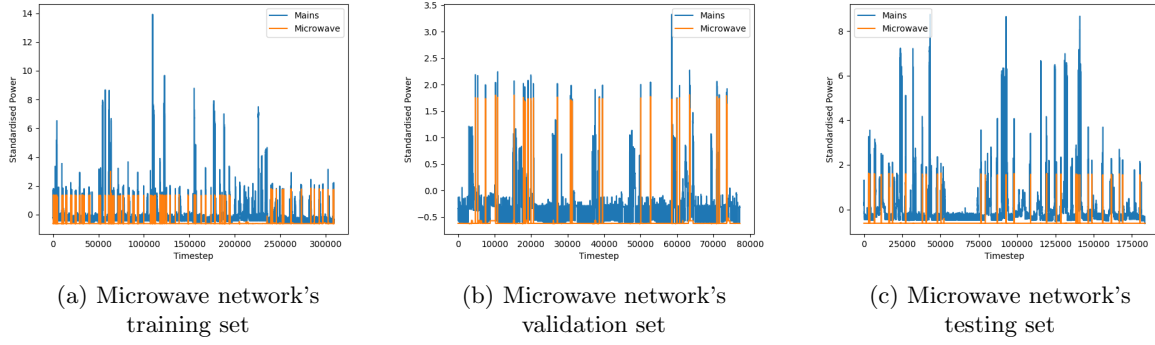 14
12
10
8
6
4
2
0
Standardised Power
Mains
Microwave
0 50000 100000 150000 200000 250000 300000
Timestep
(a) Microwave network's
training set
3.5
3.0
2.5
2.0
1.5
1.0
0.5
0.0
−0.5
Standardised Power
Mains
Microwave
0 10000 20000 30000 40000 50000 60000 70000 80000
Timestep
(b) Microwave network's
validation set
8
6
4
2
0
Standardised Power
Mains
Microwave
0 25000 50000 75000 100000 125000 150000 175000
Timestep
(c) Microwave network's
testing set